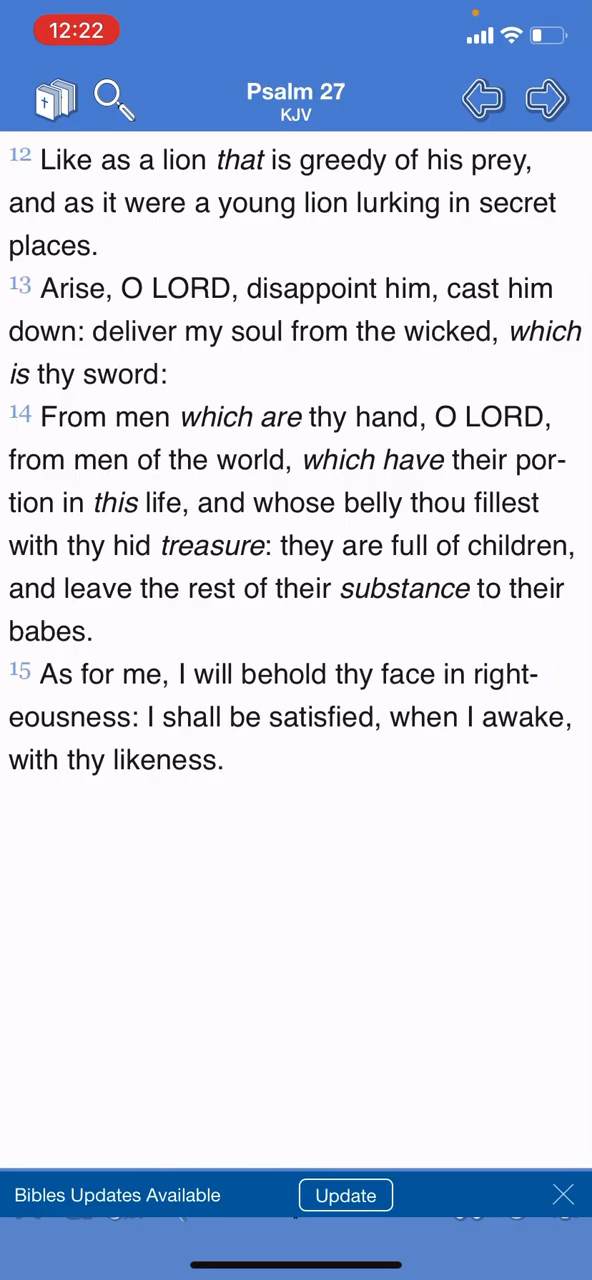 12:22
Psalm 27
KJV
12 Like as a lion that is greedy of his prey,
and as it were a young lion lurking in secret
places.
13 Arise, O LORD, disappoint him, cast him
down: deliver my soul from the wicked, which
is thy sword:
14 From men which are thy hand, O LORD,
from men of the world, which have their por-
tion in this life, and whose belly thou fillest
with thy hid treasure: they are full of children,
and leave the rest of their substance to their
babes.
15 As for me, I will behold thy face in right-
eousness: I shall be satisfied, when I awake,
with thy likeness.
Bibles Updates Available
Update